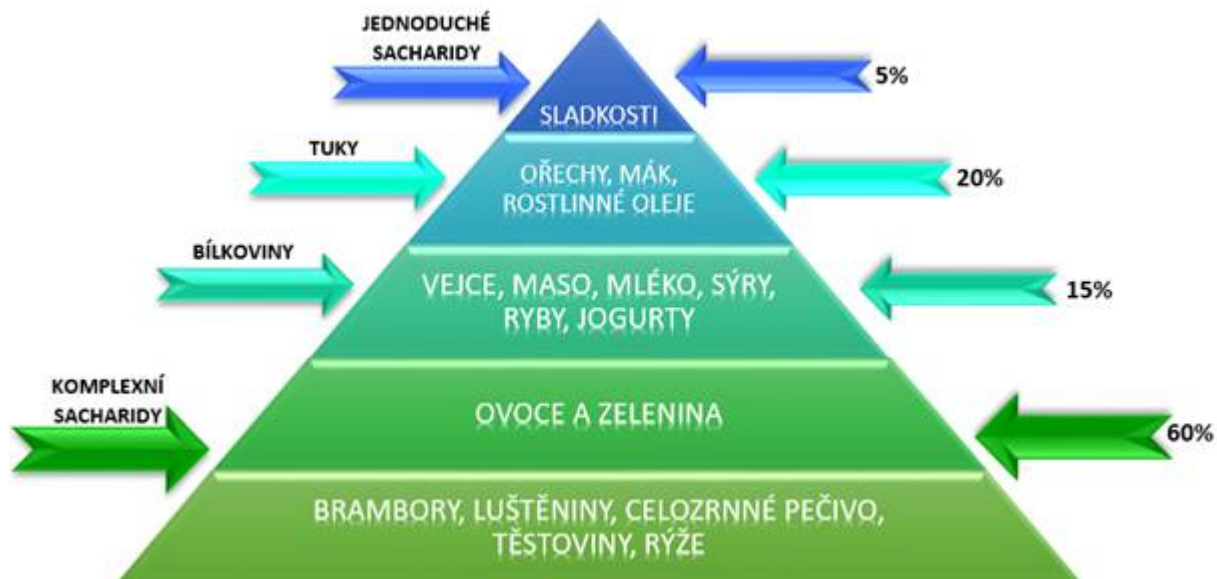 JEDNODUCHÉ
SACHARIDY
5%
SLADKOSTI
TUKY
20%
OŘECHY, MÁK,
ROSTLINNÉ OLEJE
BÍLKOVINY
15%
VEJCE, MASO, MLÉKO, SÝRY,
RYBY, JOGURTY
KOMPLEXNÍ
SACHARIDY
60%
OVOCE A ZELENINA
BRAMBORY, LUŠTĚNINY, CELOZRNNÉ PEČIVO,
TĚSTOVINY, RÝŽE